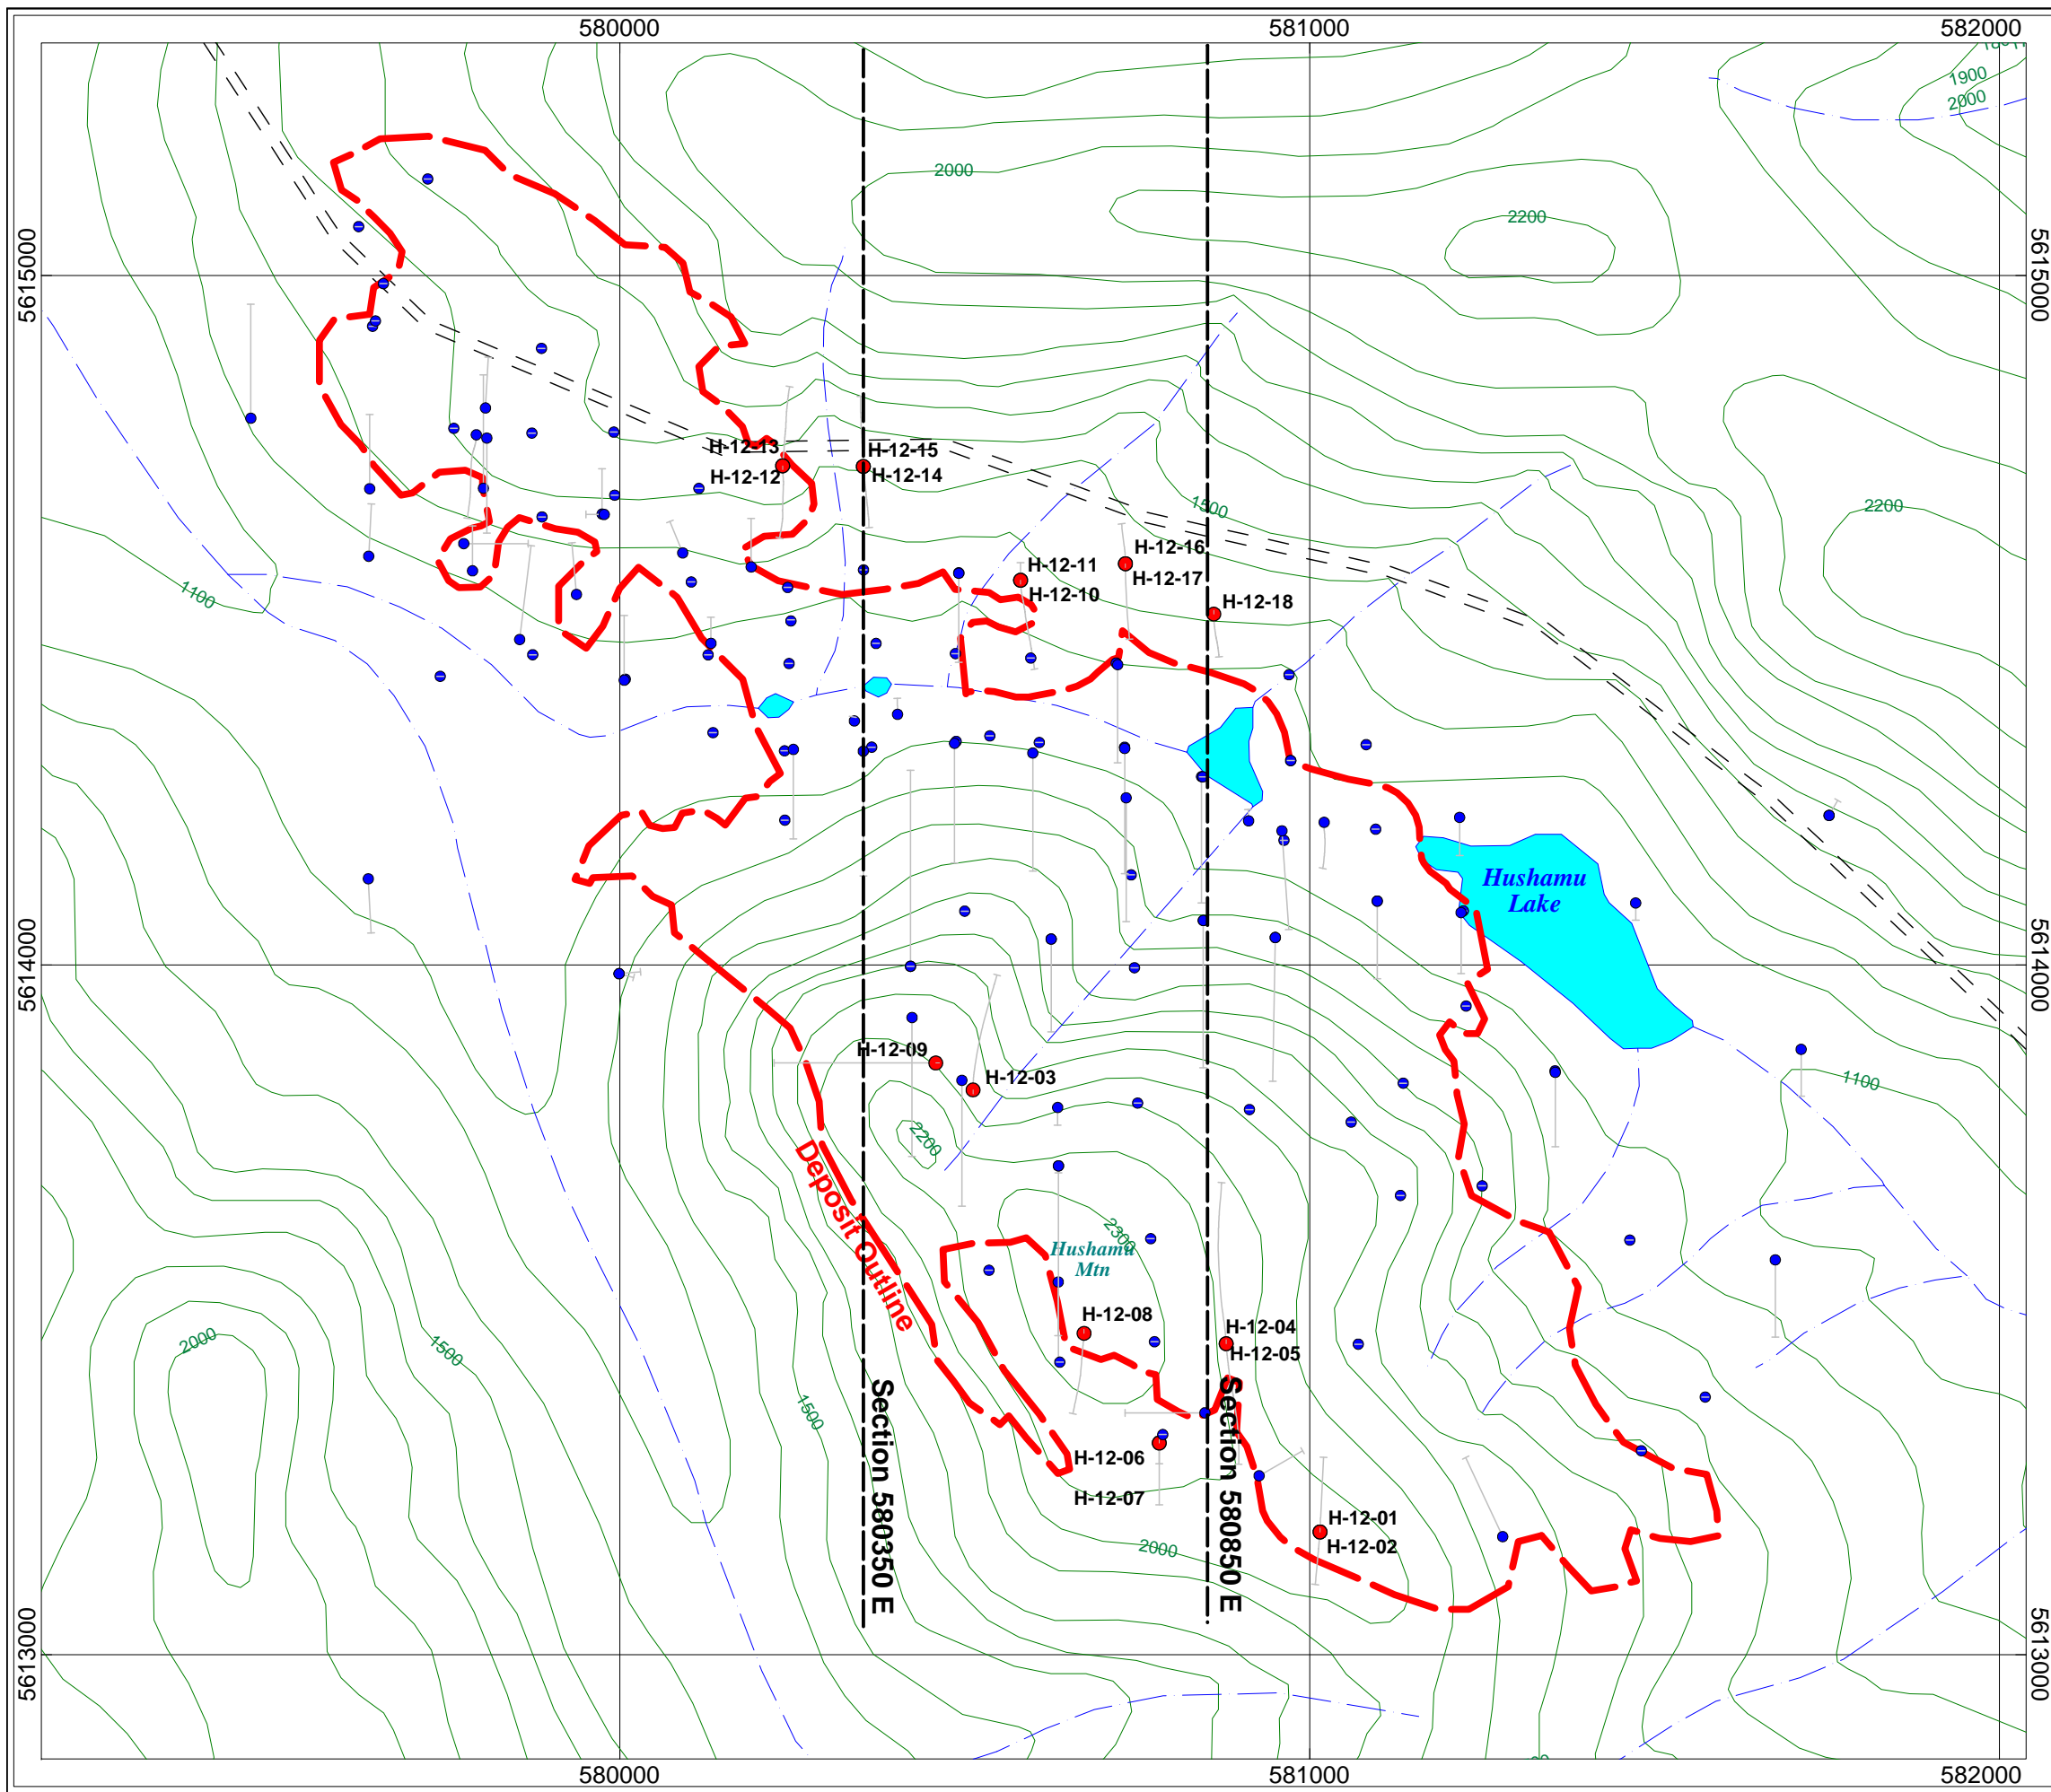 580000
581000
582000
1900
2000
2000
2200
5615000
5615000
H-12-13
H-12-15
H-12-12
H-12-14
1500
2200
H-12-16
H-12-11
H-12-17
H-12-10
1100
H-12-18
Hushamu
Lake
5614000
5614000
H-12-09
H-12-03
1100
2200
Deposit Outline
2300
Hushamu
Mtn
H-12-08
H-12-04
H-12-05
2000
1500
1500
Section 580350 E
Section 580850 E
H-12-06
H-12-07
H-12-01
H-12-02
2000
5613000
5613000
580000
581000
582000